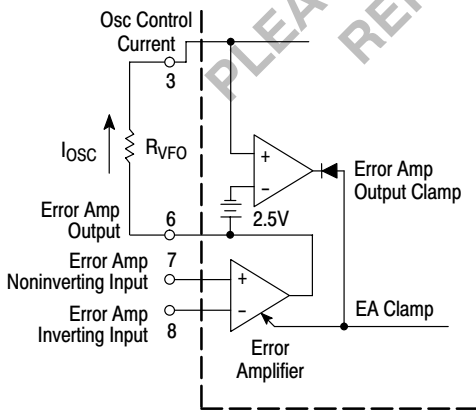 Osc Control
Current
3
IOSC
RVFO
+
−
Error Amp
Output Clamp
2.5V
Error Amp
Output
6
Error Amp
Noninverting Input
7
+
Error Amp
Inverting Input
8
−
EA Clamp
Error
Amplifier